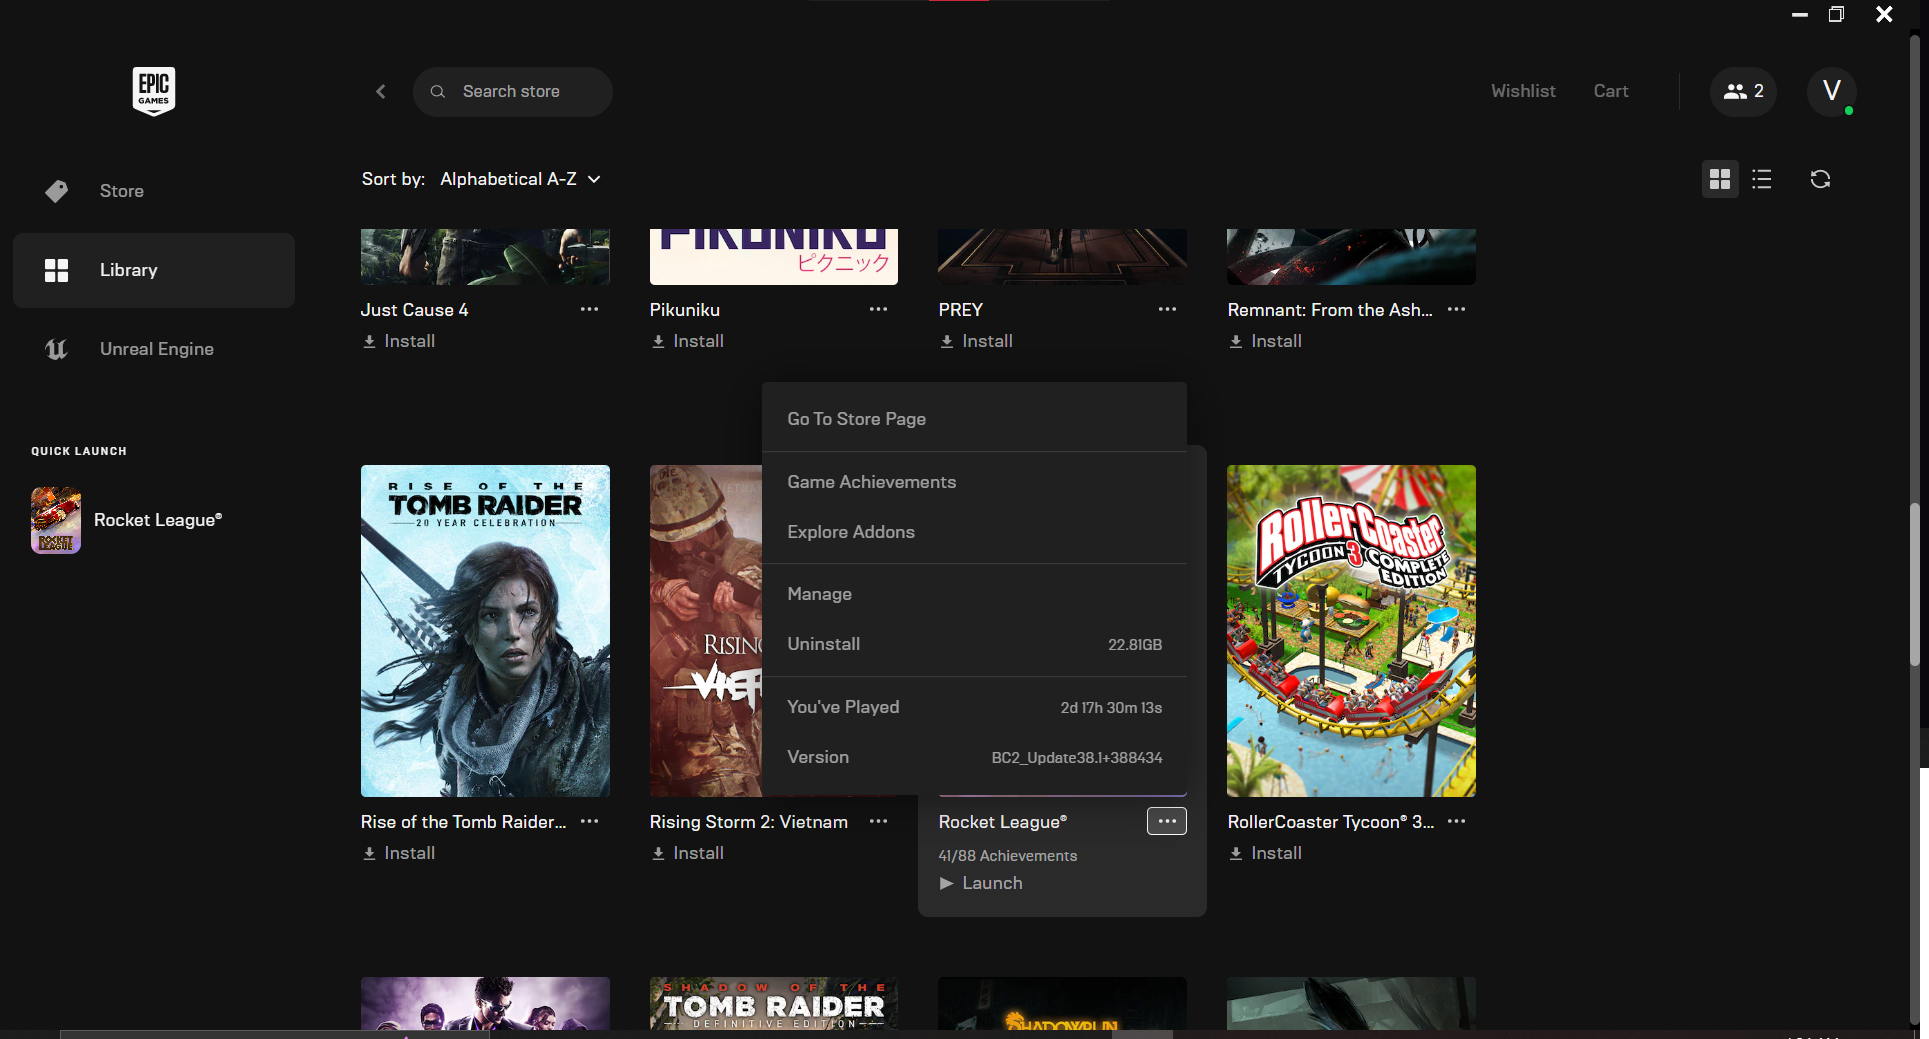 EPIC
GAMES
Search store
Wishlist
Cart
2
V
Store
Library
Unreal Engine
QUICK LAUNCH
ROCKET
LEAGUE
Rocket League®
Sort by: Alphabetical A-Z
PIKUNIKU
ピクニック
Just Cause 4
Install
Pikuniku
Install
PREY
Install
Remnant: From the Ash...
Install
Go To Store Page
Game Achievements
Explore Addons
Manage
Uninstall 22.81GB
You've Played 2d 17h 30m 13s
Version BC2_Update38.1+388434
RISE OF THE
TOMB RAIDER
20 YEAR CELEBRATION
RollerCoaster
TYCOON 3 COMPLETE
EDITION
Rise of the Tomb Raider...
Install
Rising Storm 2: Vietnam
Install
Rocket League®
41/88 Achievements
Launch
RollerCoaster Tycoon® 3...
Install
SHADOW OF THE
TOMB RAIDER
DEFINITIVE EDITION
SHADOWRUN